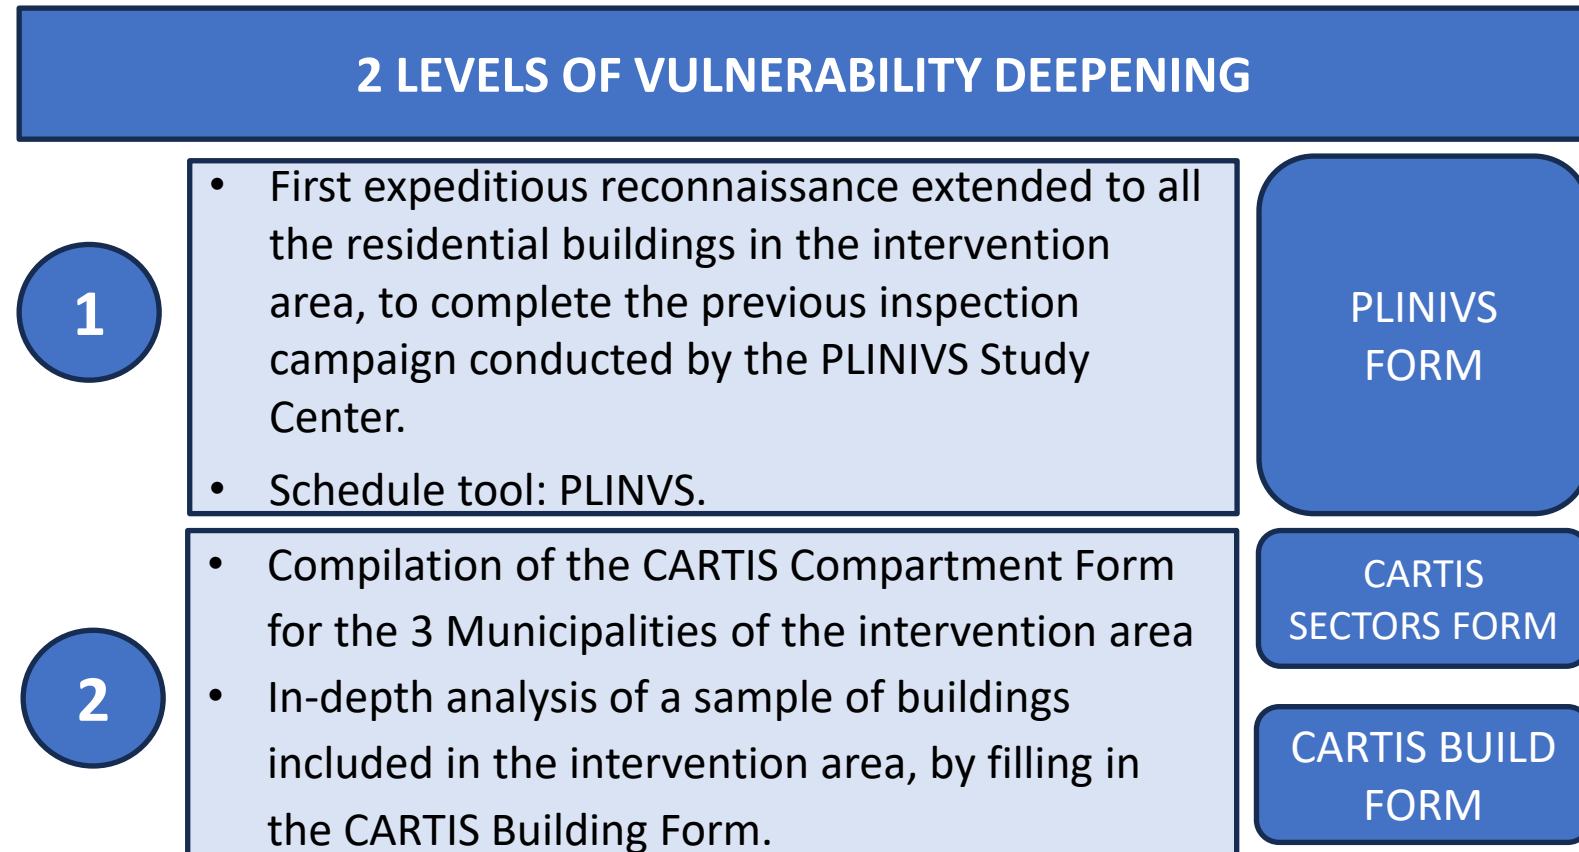 2 LEVELS OF VULNERABILITY DEEPENING
1
• First expeditious reconnaissance extended to all
the residential buildings in the intervention
area, to complete the previous inspection
campaign conducted by the PLINIVS Study
Center.
• Schedule tool: PLINVS.
PLINIVS
FORM
2
• Compilation of the CARTIS Compartment Form
for the 3 Municipalities of the intervention area
• In-depth analysis of a sample of buildings
included in the intervention area, by filling in
the CARTIS Building Form.
CARTIS
SECTORS FORM
CARTIS BUILD
FORM